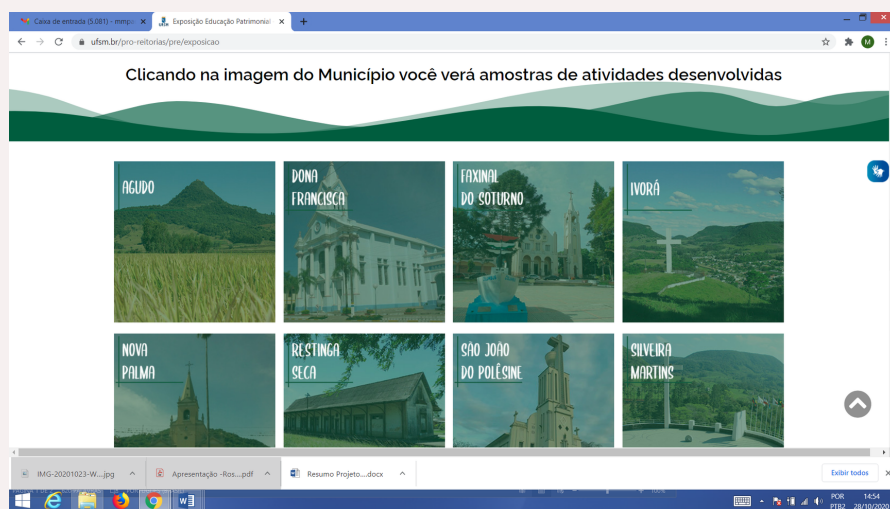 Caixa de entrada (5.081) - mmpi
Exposição Educação Patrimonial
ufsm.br/pro-reitorias/pre/exposicao
M
Clicando na imagem do Município você verá amostras de atividades desenvolvidas
AGUDO
DONA
FRANCISCA
FAXINAL
DO SOTURNO
IVORÁ
NOVA
PALMA
RESTINGA
SECA
SÃO JOÃO
DO POLÊSINE
SILVEIRA
MARTINS
IMG-20201023-W....jpg
Apresentação -Ros....pdf
Resumo Projeto....docx
Exibir todos
100%
POR
PTB2
14:54
28/10/2020